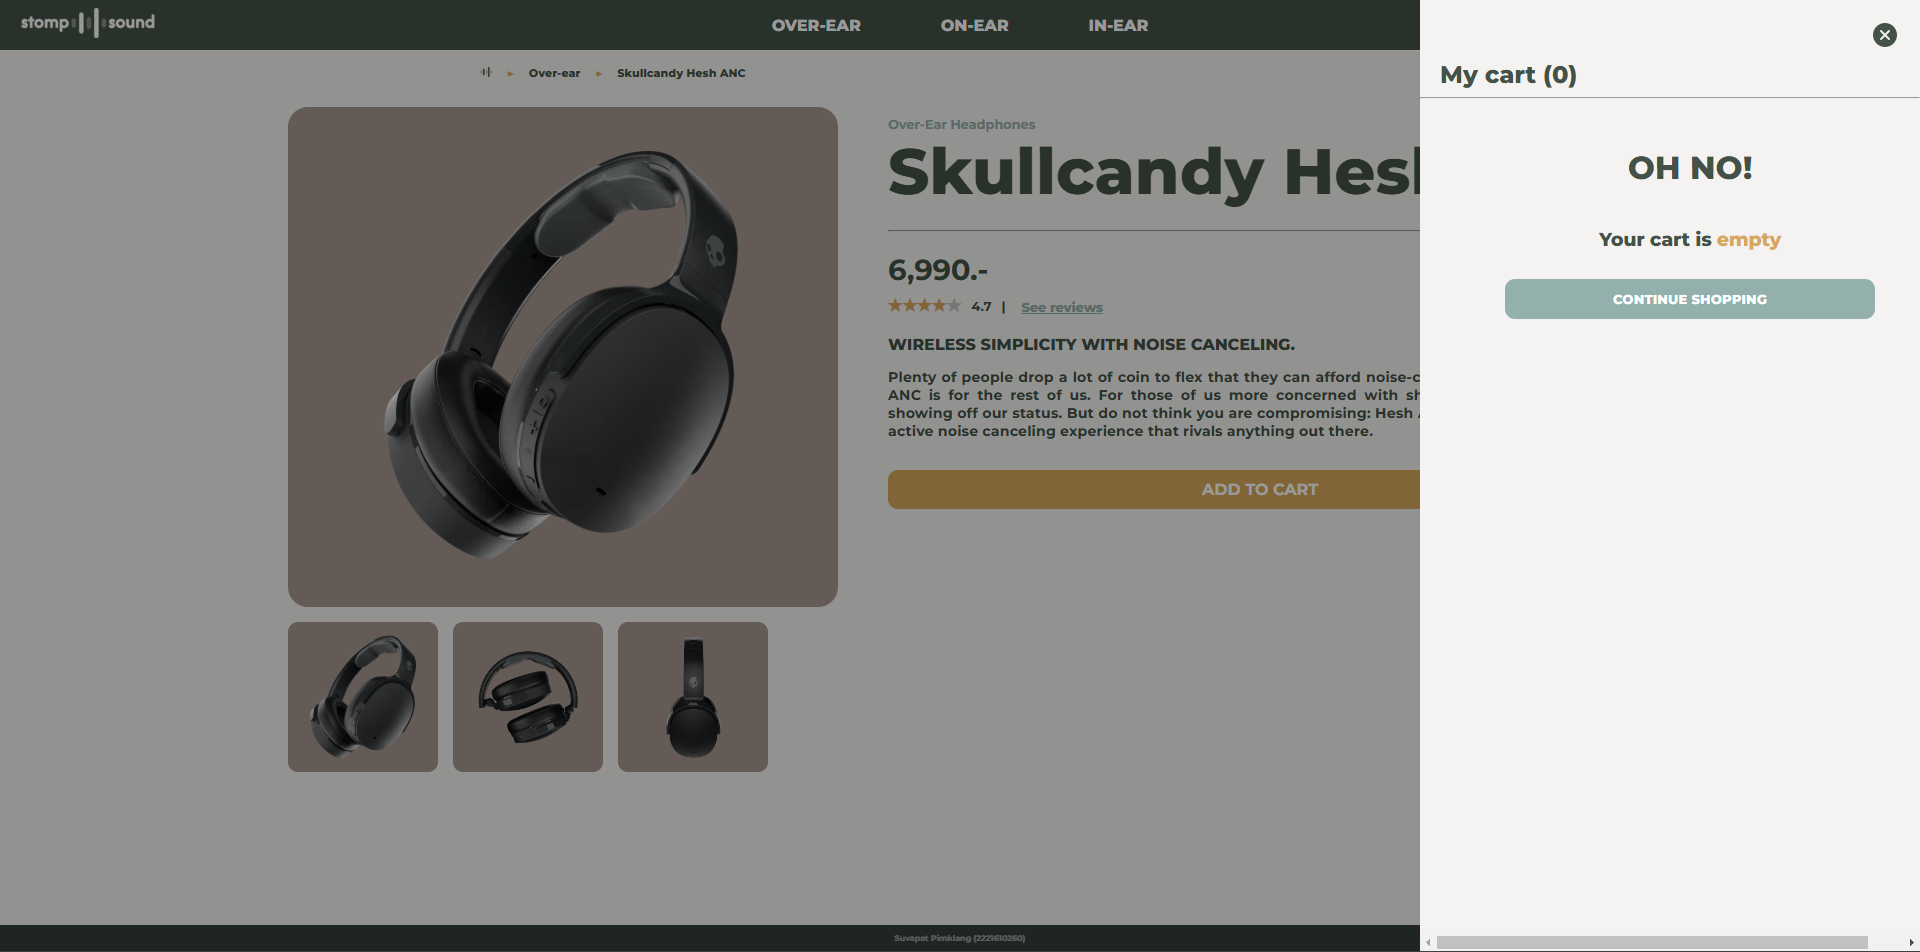 stomp sound
OVER-EAR
ON-EAR
IN-EAR
Over-ear
Skullcandy Hesh ANC
Over-Ear Headphones
Skullcandy Hesh
6,990.-
4.7 | See reviews
WIRELESS SIMPLICITY WITH NOISE CANCELING.
Plenty of people drop a lot of coin to flex that they can afford noise-c
ANC is for the rest of us. For those of us more concerned with sh
showing off our status. But do not think you are compromising: Hesh
active noise canceling experience that rivals anything out there.
ADD TO CART
My cart (0)
OH NO!
Your cart is empty
CONTINUE SHOPPING
Suvapat Pimklang (2221610260)